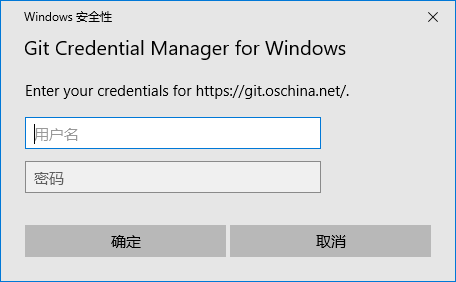 Windows 安全性
Git Credential Manager for Windows
Enter your credentials for https://git.oschina.net/.
用户名
密码
确定
取消